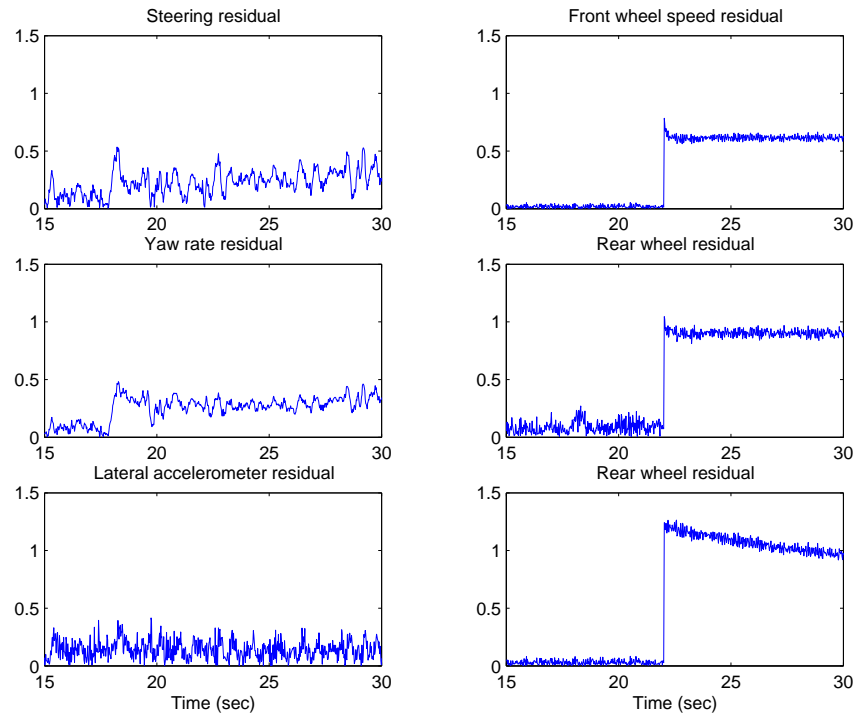 Steering residual
1.5
1
0.5
0
15 20 25 30
Yaw rate residual
1.5
1
0.5
0
15 20 25 30
Lateral accelerometer residual
1.5
1
0.5
0
15 20 25 30
Time (sec)
Front wheel speed residual
1.5
1
0.5
0
15 20 25 30
Rear wheel residual
1.5
1
0.5
0
15 20 25 30
Rear wheel residual
1.5
1
0.5
0
15 20 25 30
Time (sec)